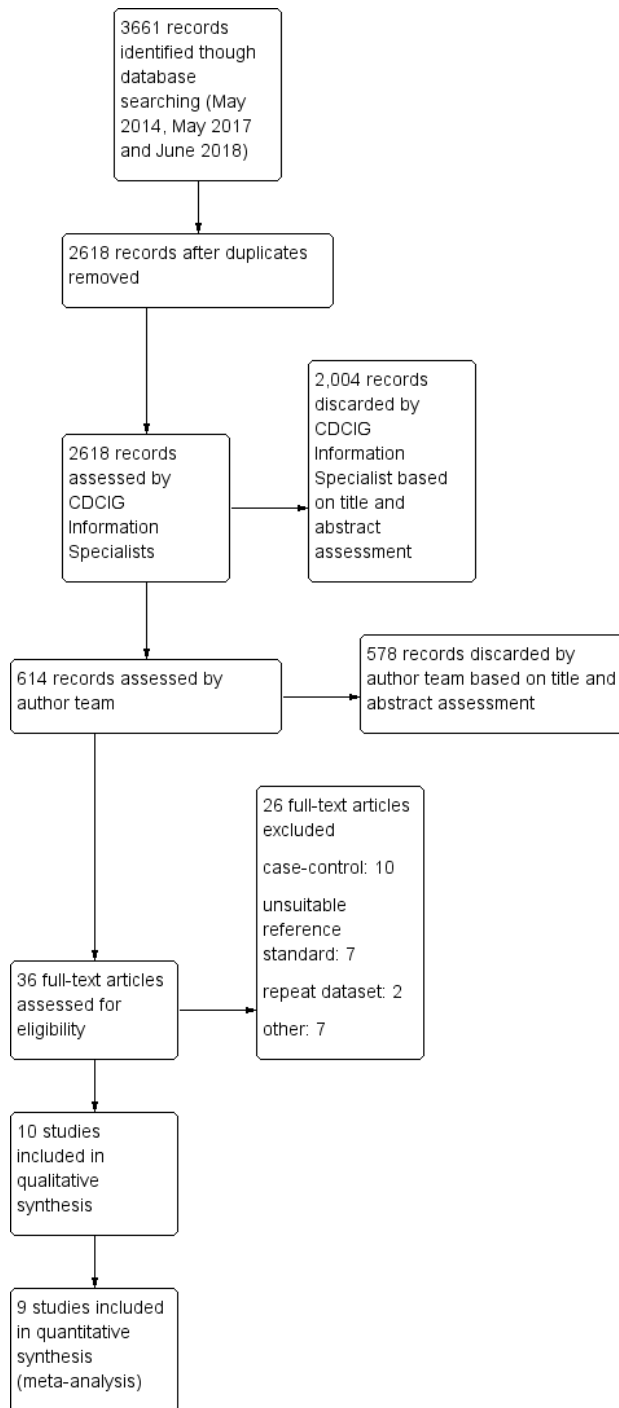 3661 records
identified though
database
searching (May
2014, May 2017
and June 2018)
2618 records after duplicates
removed
2618 records
assessed by
CDCIG
Information
Specialists
2,004 records
discarded by
CDCIG
Information
Specialist based
on title and
abstract
assessment
614 records assessed by
author team
578 records discarded by
author team based on title and
abstract assessment
36 full-text articles
assessed for
eligibility
26 full-text articles
excluded
case-control: 10
unsuitable
reference
standard: 7
repeat dataset: 2
other: 7
10 studies
included in
qualitative
synthesis
9 studies included
in quantitative
synthesis
(meta-analysis)